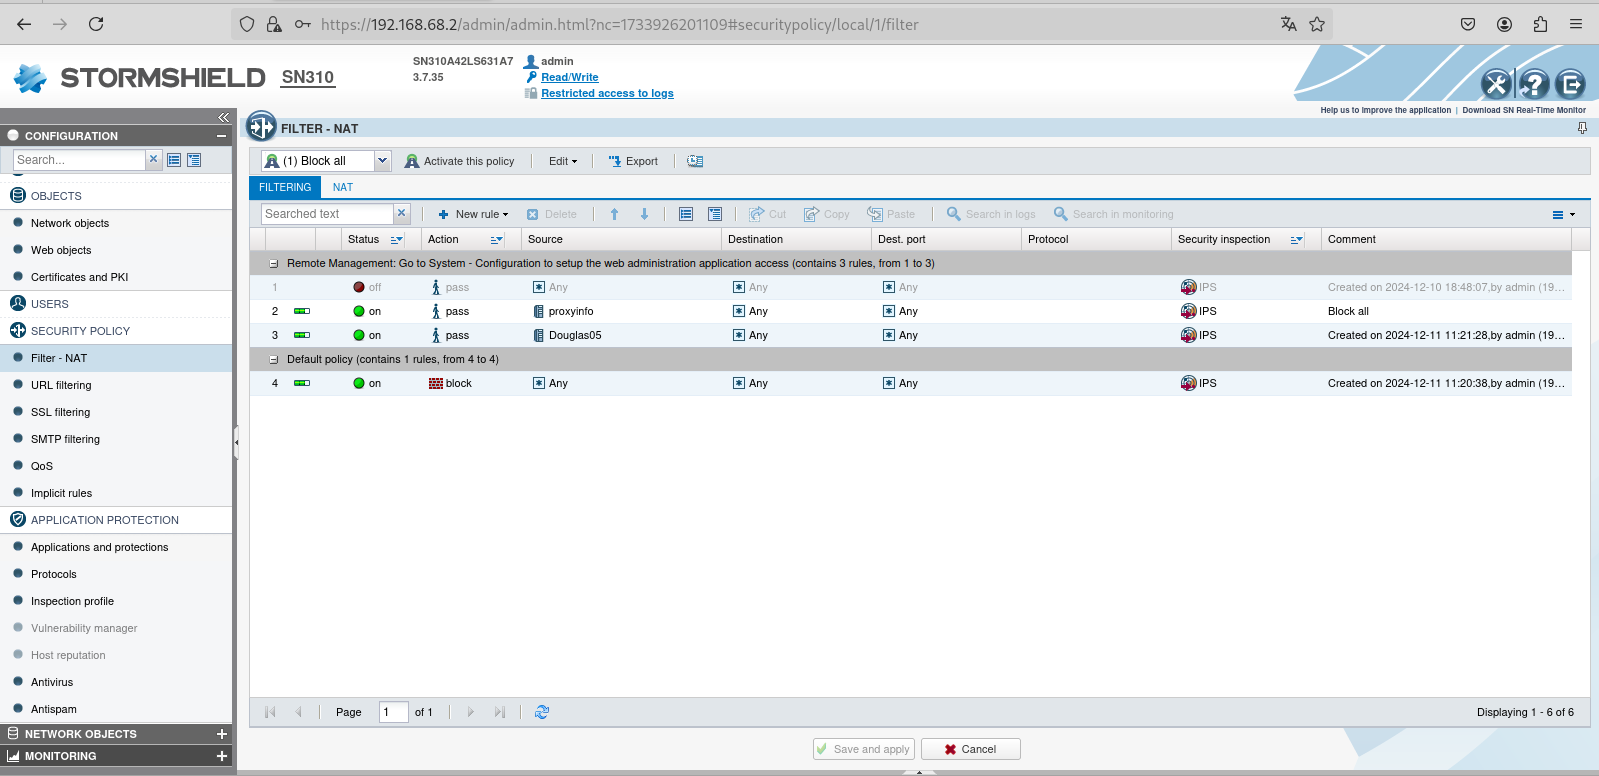 https://192.168.68.2/admin/admin.html?nc=1733926201109#securitypolicy/local/1/filter
STORMSHIELD SN310
SN310A42LS631A7 admin
3.7.35 Read/Write
Restricted access to logs
Help us to improve the application | Download SN Real-Time Monitor
CONFIGURATION
Search...
OBJECTS
Network objects
Web objects
Certificates and PKI
USERS
SECURITY POLICY
Filter - NAT
URL filtering
SSL filtering
SMTP filtering
QoS
Implicit rules
APPLICATION PROTECTION
Applications and protections
Protocols
Inspection profile
Vulnerability manager
Host reputation
Antivirus
Antispam
NETWORK OBJECTS
MONITORING
FILTER - NAT
(1) Block all Activate this policy Edit Export
FILTERING NAT
Searched text New rule Delete Cut Copy Paste Search in logs Search in monitoring
Status Action Source Destination Dest. port Protocol Security inspection Comment
Remote Management: Go to System - Configuration to setup the web administration application access (contains 3 rules, from 1 to 3)
1 off pass Any Any Any IPS Created on 2024-12-10 18:48:07,by admin (19...
2 on pass proxyinfo Any Any IPS Block all
3 on pass Douglas05 Any Any IPS Created on 2024-12-11 11:21:28,by admin (19...
Default policy (contains 1 rules, from 4 to 4)
4 on block Any Any Any IPS Created on 2024-12-11 11:20:38,by admin (19...
Page 1 of 1 Displaying 1 - 6 of 6
Save and apply Cancel